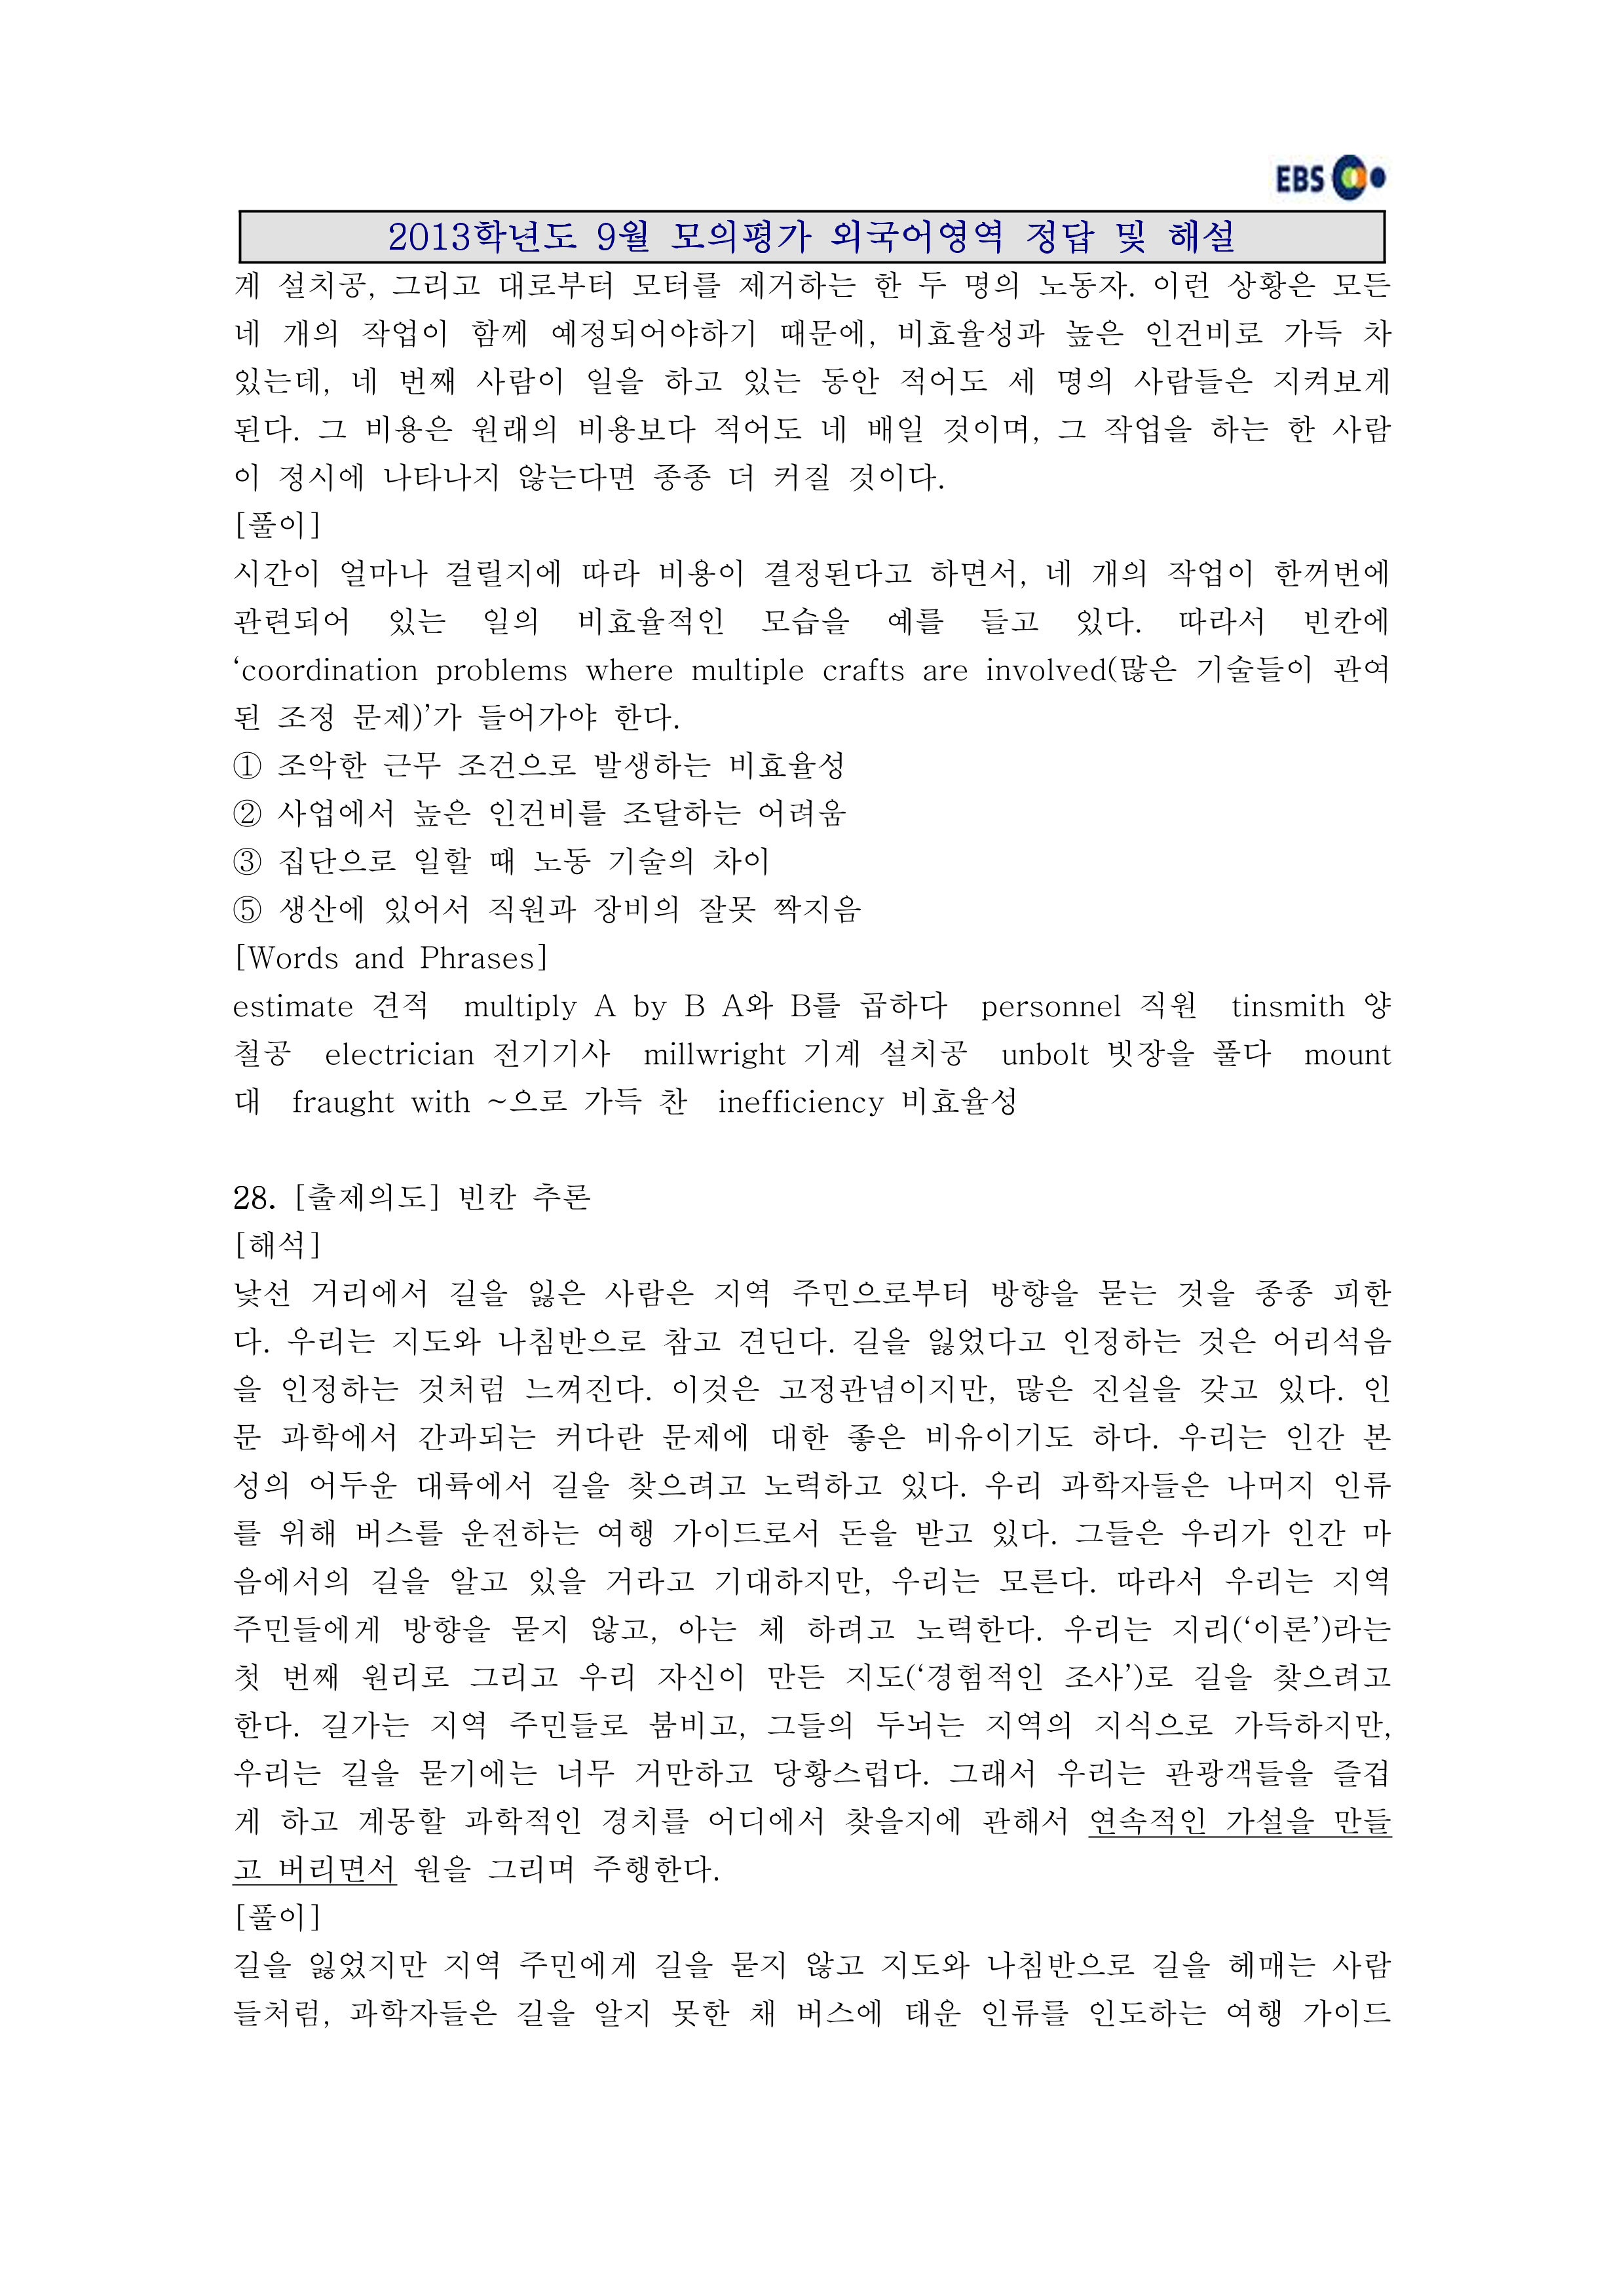 EBS
2013학년도 9월 모의평가 외국어영역 정답 및 해설
계 설치공, 그리고 대로부터 모터를 제거하는 한 두 명의 노동자. 이런 상황은 모든
네 개의 작업이 함께 예정되어야하기 때문에, 비효율성과 높은 인건비로 가득 차
있는데, 네 번째 사람이 일을 하고 있는 동안 적어도 세 명의 사람들은 지켜보게
된다. 그 비용은 원래의 비용보다 적어도 네 배일 것이며, 그 작업을 하는 한 사람
이 정시에 나타나지 않는다면 종종 더 커질 것이다.
[풀이]
시간이 얼마나 걸릴지에 따라 비용이 결정된다고 하면서, 네 개의 작업이 한꺼번에
관련되어 있는 일의 비효율적인 모습을 예를 들고 있다. 따라서 빈칸에
‘coordination problems where multiple crafts are involved(많은 기술들이 관여
된 조정 문제)’가 들어가야 한다.
① 조악한 근무 조건으로 발생하는 비효율성
② 사업에서 높은 인건비를 조달하는 어려움
③ 집단으로 일할 때 노동 기술의 차이
⑤ 생산에 있어서 직원과 장비의 잘못 짝지음
[Words and Phrases]
estimate 견적 multiply A by B A와 B를 곱하다 personnel 직원 tinsmith 양
철공 electrician 전기기사 millwright 기계 설치공 unbolt 빗장을 풀다 mount
대 fraught with ~으로 가득 찬 inefficiency 비효율성
28. [출제의도] 빈칸 추론
[해석]
낯선 거리에서 길을 잃은 사람은 지역 주민으로부터 방향을 묻는 것을 종종 피한
다. 우리는 지도와 나침반으로 참고 견딘다. 길을 잃었다고 인정하는 것은 어리석음
을 인정하는 것처럼 느껴진다. 이것은 고정관념이지만, 많은 진실을 갖고 있다. 인
문 과학에서 간과되는 커다란 문제에 대한 좋은 비유이기도 하다. 우리는 인간 본
성의 어두운 대륙에서 길을 찾으려고 노력하고 있다. 우리 과학자들은 나머지 인류
를 위해 버스를 운전하는 여행 가이드로서 돈을 받고 있다. 그들은 우리가 인간 마
음에서의 길을 알고 있을 거라고 기대하지만, 우리는 모른다. 따라서 우리는 지역
주민들에게 방향을 묻지 않고, 아는 체 하려고 노력한다. 우리는 지리(‘이론’)라는
첫 번째 원리로 그리고 우리 자신이 만든 지도(‘경험적인 조사’)로 길을 찾으려고
한다. 길가는 지역 주민들로 붐비고, 그들의 두뇌는 지역의 지식으로 가득하지만,
우리는 길을 묻기에는 너무 거만하고 당황스럽다. 그래서 우리는 관광객들을 즐겁
게 하고 계몽할 과학적인 경치를 어디에서 찾을지에 관해서 연속적인 가설을 만들
고 버리면서 원을 그리며 주행한다.
[풀이]
길을 잃었지만 지역 주민에게 길을 묻지 않고 지도와 나침반으로 길을 헤매는 사람
들처럼, 과학자들은 길을 알지 못한 채 버스에 태운 인류를 인도하는 여행 가이드